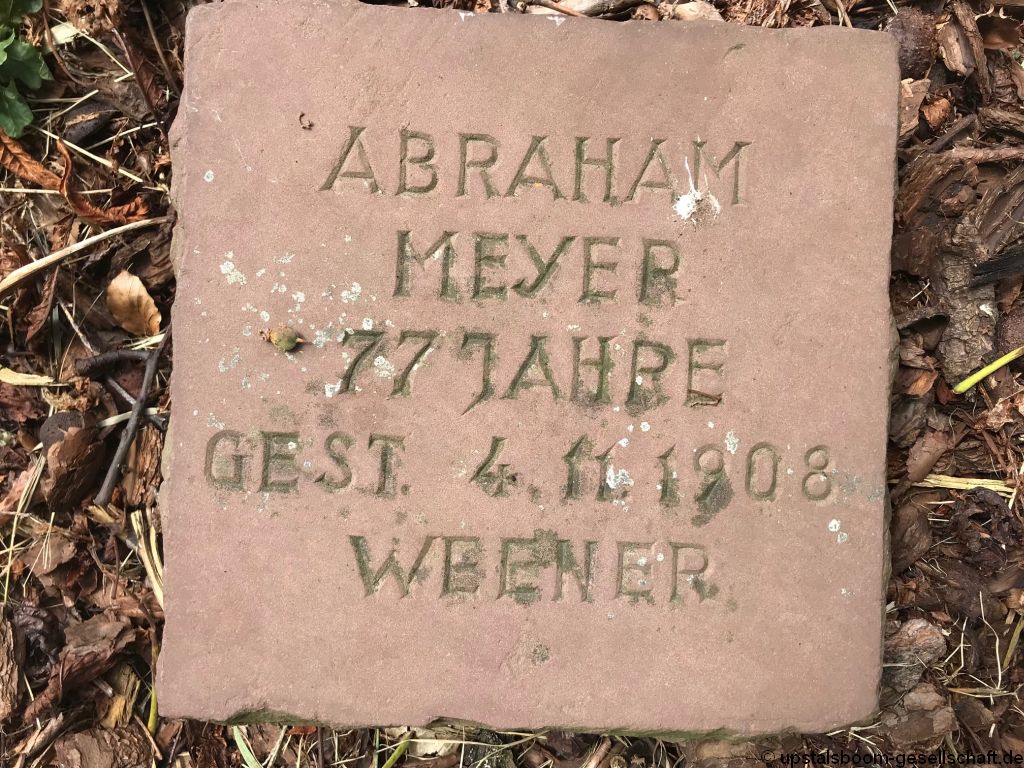 ABRAHAM
MEYER
77 JAHRE
GEST. 4. 11. 1908
WEENER
© upstalsboom-gesellschaft.de